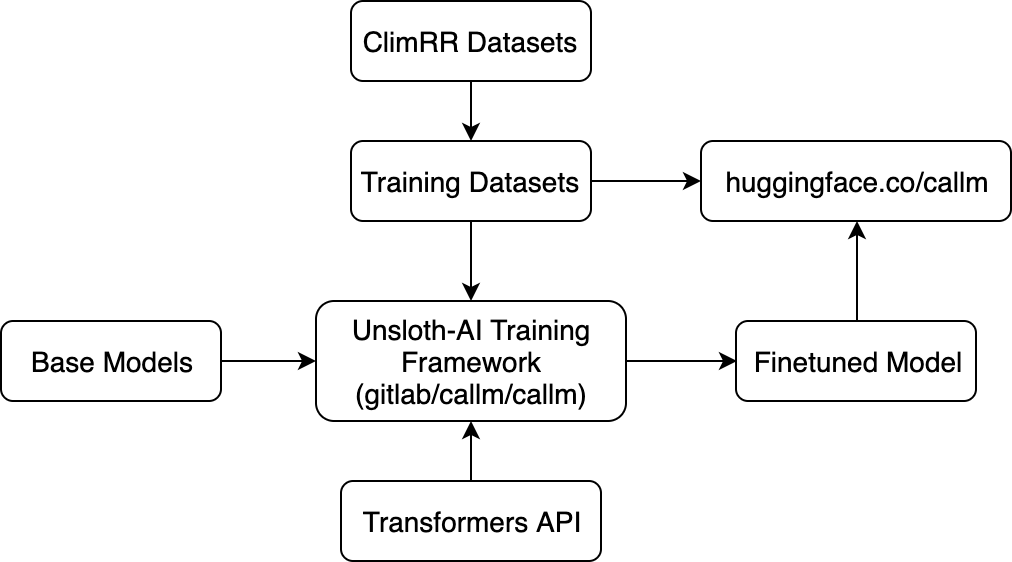 ClimRR Datasets
Training Datasets
huggingface.co/callm
Base Models
Unsloth-AI Training
Framework
(gitlab/callm/callm)
Finetuned Model
Transformers API